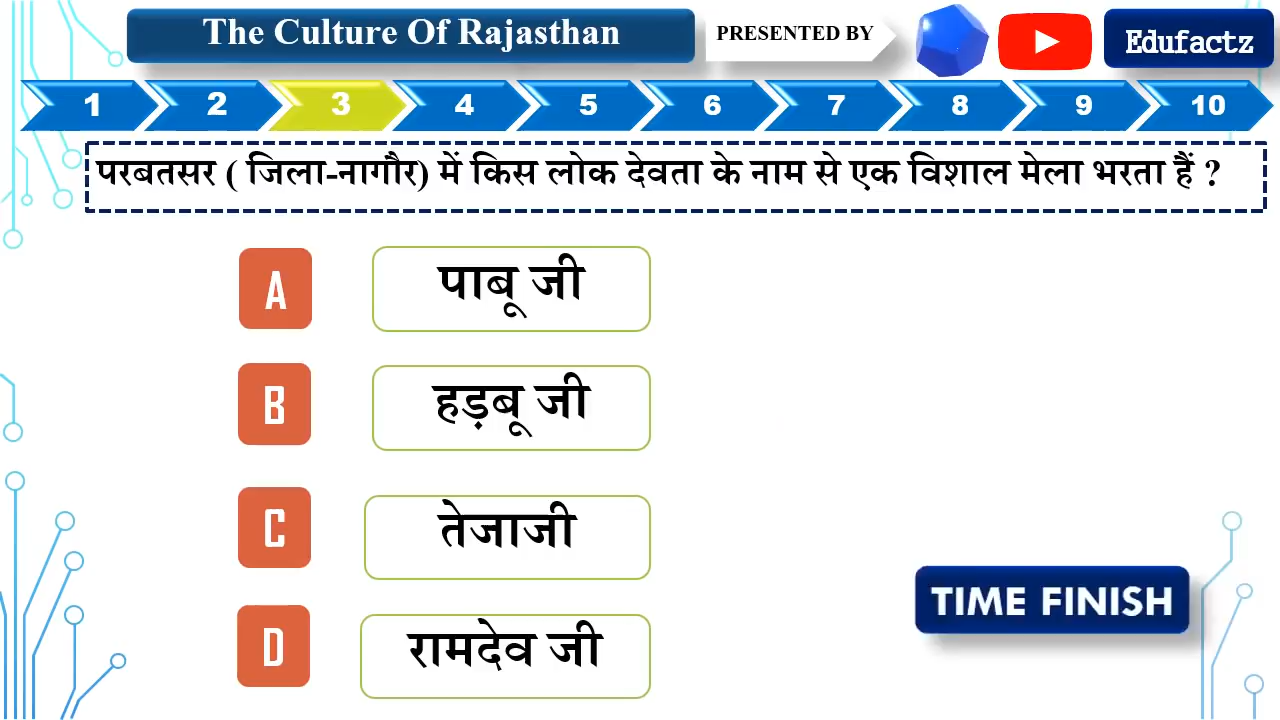 The Culture Of Rajasthan
PRESENTED BY
Edufactz
1 2 3 4 5 6 7 8 9 10
परबतसर ( जिला-नागौर) में किस लोक देवता के नाम से एक विशाल मेला भरता हैं ?
A पाबू जी
B हड़बू जी
C तेजाजी
D रामदेव जी
TIME FINISH